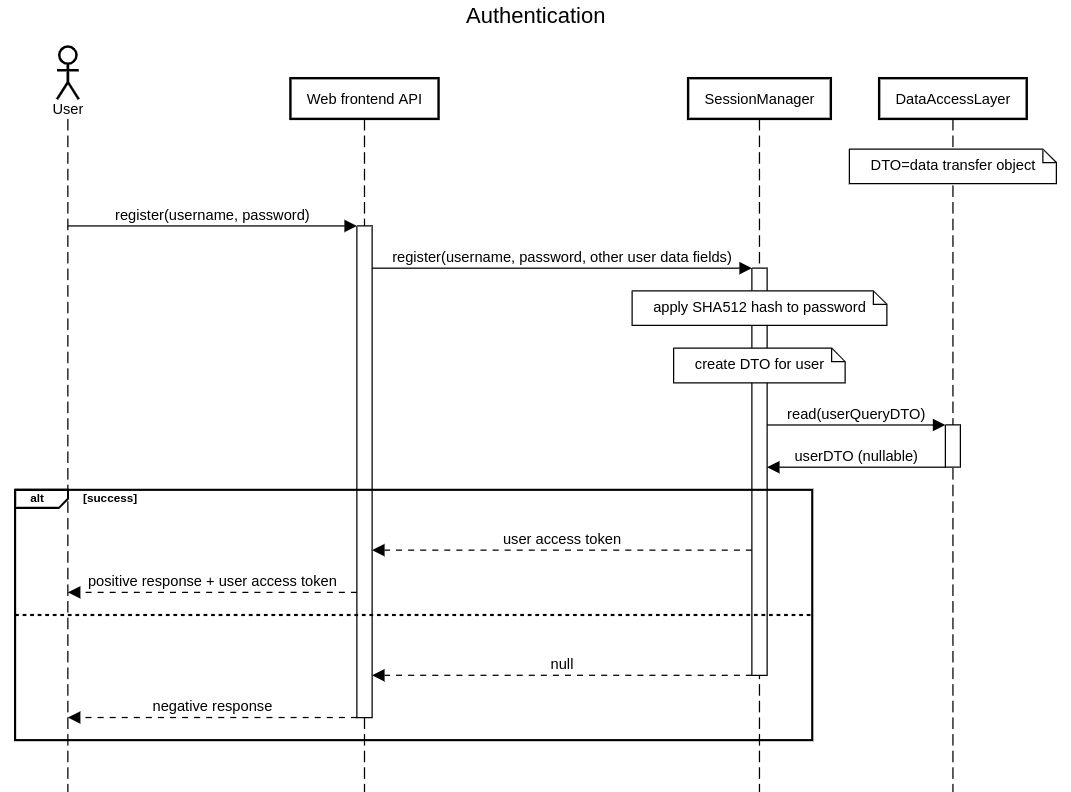 Authentication
User
Web frontend API
SessionManager
DataAccessLayer
DTO=data transfer object
register(username, password)
register(username, password, other user data fields)
apply SHA512 hash to password
create DTO for user
read(userQueryDTO)
userDTO (nullable)
alt [success]
user access token
positive response + user access token
null
negative response